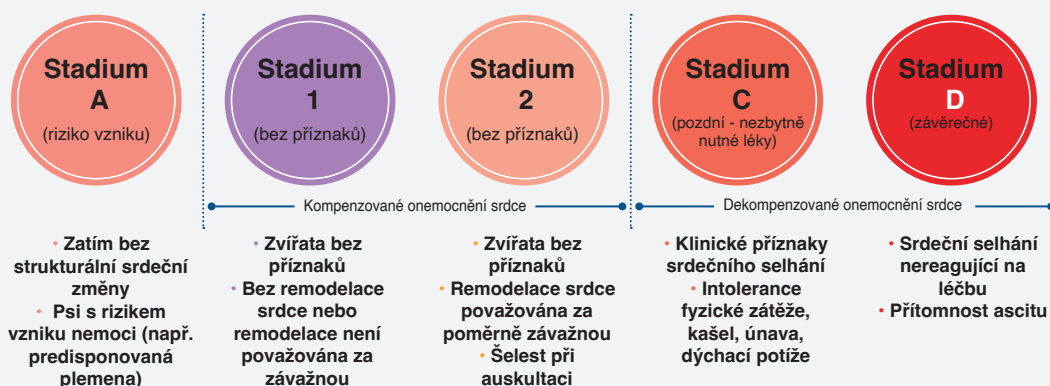 Stadium
A
(riziko vzniku)
Stadium
1
(bez příznaků)
Stadium
2
(bez příznaků)
Stadium
C
(pozdní - nezbytně
nutné léky)
Stadium
D
(závěrečné)
Kompenzované onemocnění srdce
Dekompenzované onemocnění srdce
• Zatím bez
strukturální srdeční
změny
• Psi s rizikem
vzniku nemoci (např.
predisponovaná
plemena)
• Zvířata bez
příznaků
• Bez remodelace
srdce nebo
remodelace není
považována za
závažnou
• Zvířata bez
příznaků
• Remodelace srdce
považována za
poměrně závažnou
• Šelest při
auskultaci
• Klinické příznaky
srdečního selhání
• Intolerance
fyzické zátěže,
kašel, únava,
dýchací potíže
• Srdeční selhání
nereagující na
léčbu
• Přítomnost ascitu